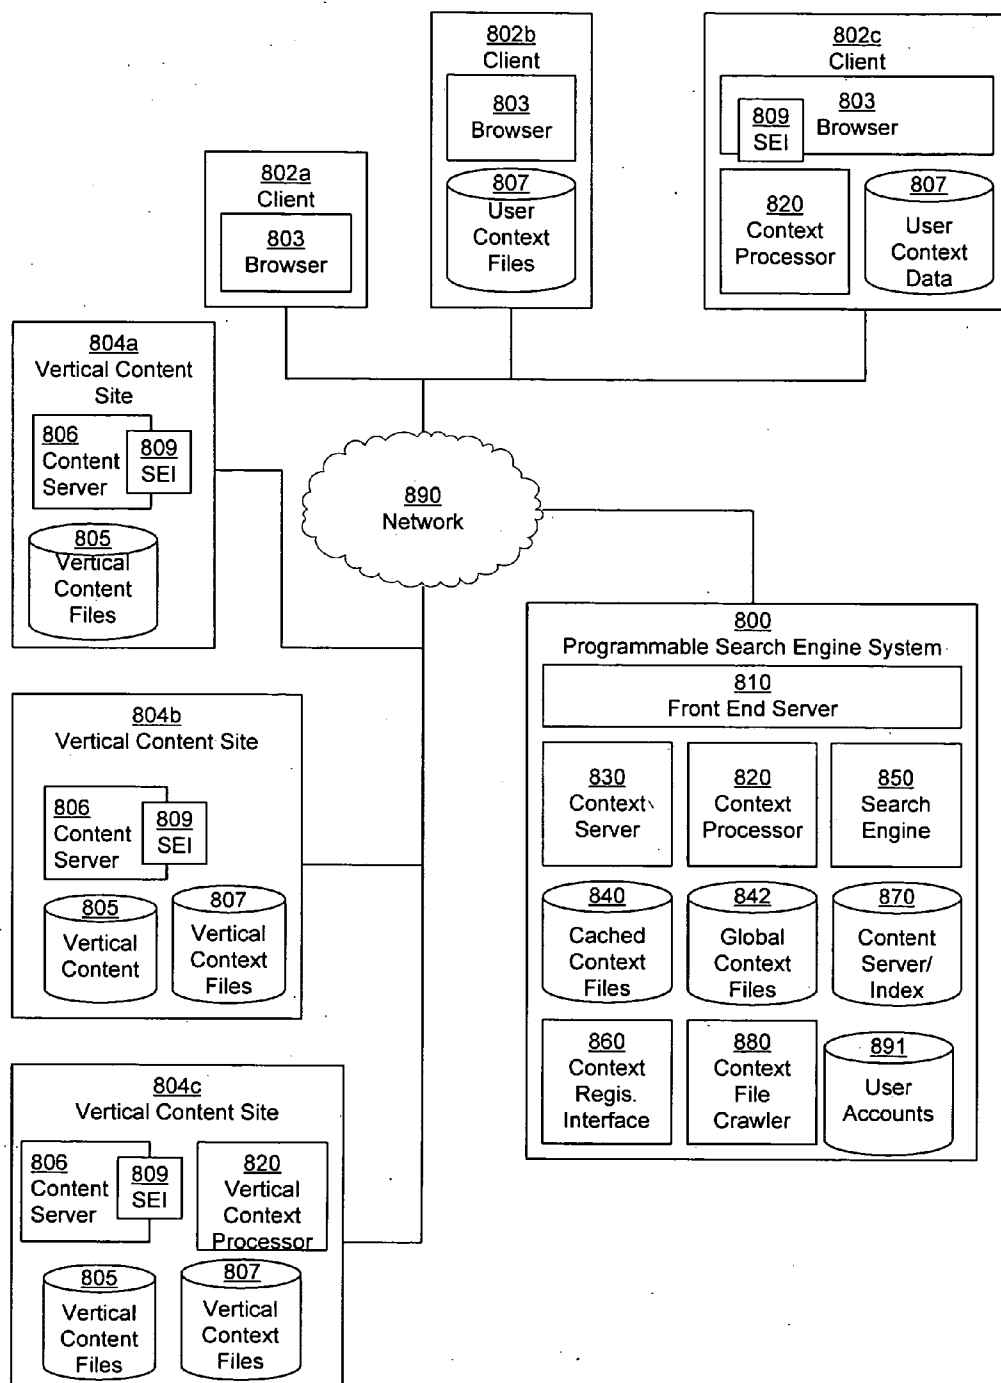 802a
Client
803
Browser
802b
Client
803
Browser
807
User
Context
Files
802c
Client
803
Browser
809
SEI
820
Context
Processor
807
User
Context
Data
804a
Vertical Content
Site
806
Content
Server
809
SEI
805
Vertical
Content
Files
890
Network
804b
Vertical Content Site
806
Content
Server
809
SEI
805
Vertical
Content
807
Vertical
Context
Files
804c
Vertical Content Site
806
Content
Server
809
SEI
820
Vertical
Context
Processor
805
Vertical
Content
Files
807
Vertical
Context
Files
800
Programmable Search Engine System
810
Front End Server
830
Context
Server
820
Context
Processor
850
Search
Engine
840
Cached
Context
Files
842
Global
Context
Files
870
Content
Server/
Index
860
Context
Regis.
Interface
880
Context
File
Crawler
891
User
Accounts